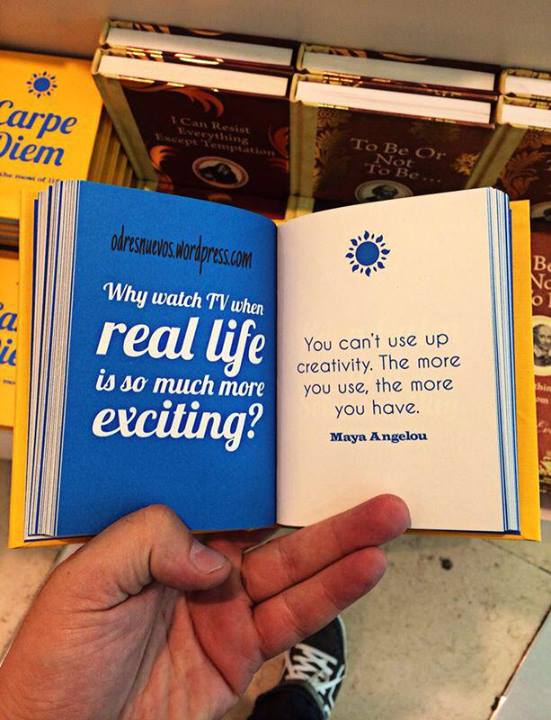 Carpe
Diem
I Can Resist
Everything
Except Temptation
To Be Or
Not
To Be...
odresnuevos.wordpress.com
Why watch TV when
real life
is so much more
exciting?
You can't use up
creativity. The more
you use, the more
you have.
Maya Angelou